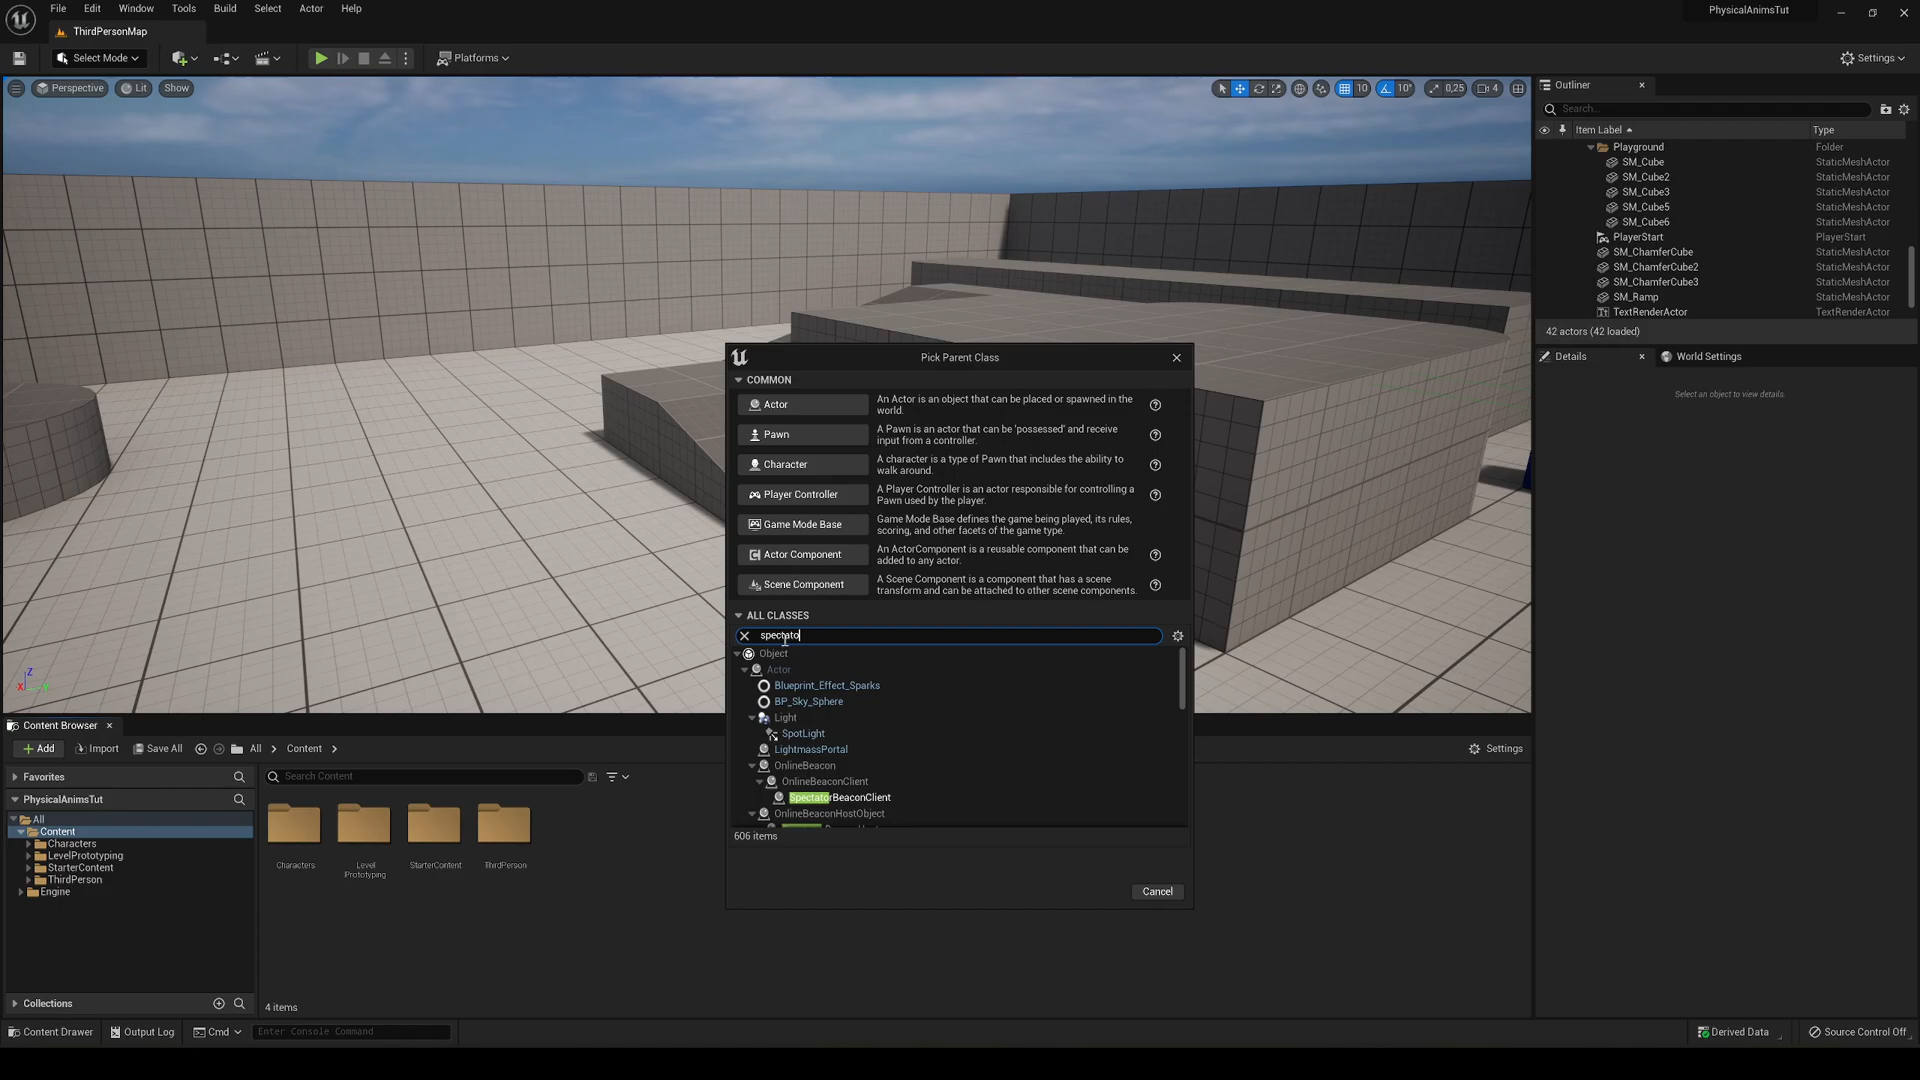 File Edit Window Tools Build Select Actor Help
PhysicalAnimsTut
ThirdPersonMap
Select Mode
Platforms
Settings
Perspective Lit Show
10 10° 0,25 4
Outliner
Search...
Item Label Type
Playground Folder
SM_Cube StaticMeshActor
SM_Cube2 StaticMeshActor
SM_Cube3 StaticMeshActor
SM_Cube5 StaticMeshActor
SM_Cube6 StaticMeshActor
PlayerStart PlayerStart
SM_ChamferCube StaticMeshActor
SM_ChamferCube2 StaticMeshActor
SM_ChamferCube3 StaticMeshActor
SM_Ramp StaticMeshActor
TextRenderActor TextRenderActor
42 actors (42 loaded)
Details World Settings
Select an object to view details.
Pick Parent Class
COMMON
Actor
An Actor is an object that can be placed or spawned in the
world.
Pawn
A Pawn is an actor that can be 'possessed' and receive
input from a controller.
Character
A character is a type of Pawn that includes the ability to
walk around.
Player Controller
A Player Controller is an actor responsible for controlling a
Pawn used by the player.
Game Mode Base
Game Mode Base defines the game being played, its rules,
scoring, and other facets of the game type.
Actor Component
An ActorComponent is a reusable component that can be
added to any actor.
Scene Component
A Scene Component is a component that has a scene
transform and can be attached to other scene components.
ALL CLASSES
spectato
Object
Actor
Blueprint_Effect_Sparks
BP_Sky_Sphere
Light
SpotLight
LightmassPortal
OnlineBeacon
OnlineBeaconClient
SpectatorBeaconClient
OnlineBeaconHostObject
606 items
Cancel
Z
X Y
Content Browser
Add Import Save All All Content
Settings
Favorites
Search Content
PhysicalAnimsTut
All
Content
Characters
LevelPrototyping
StarterContent
ThirdPerson
Engine
Characters
Level
Prototyping
StarterContent
ThirdPerson
Collections
4 items
Content Drawer Output Log Cmd Enter Console Command
Derived Data Source Control Off